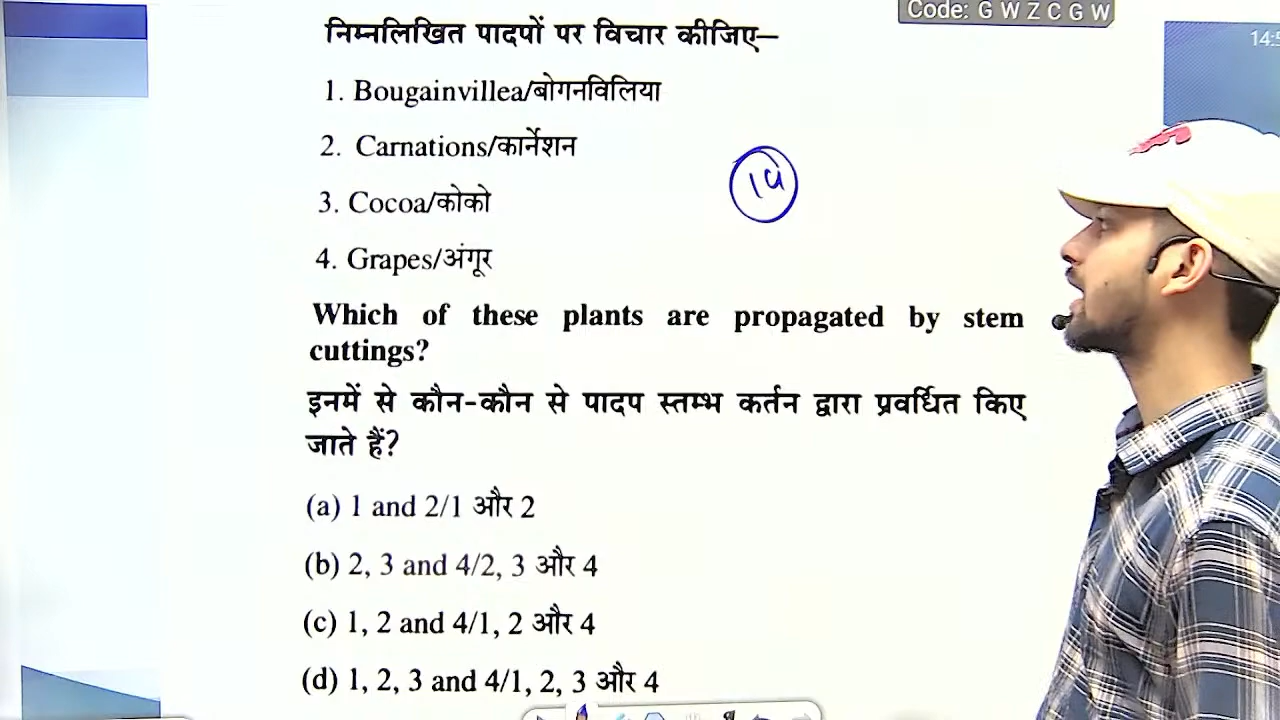 Code: G W Z C G W
निम्नलिखित पादपों पर विचार कीजिए–
1. Bougainvillea/बोगनविलिया
2. Carnations/कार्नेशन
3. Cocoa/कोको
4. Grapes/अंगूर
Which of these plants are propagated by stem
cuttings?
इनमें से कौन-कौन से पादप स्तम्भ कर्तन द्वारा प्रवर्धित किए
जाते हैं?
(a) 1 and 2/1 और 2
(b) 2, 3 and 4/2, 3 और 4
(c) 1, 2 and 4/1, 2 और 4
(d) 1, 2, 3 and 4/1, 2, 3 और 4